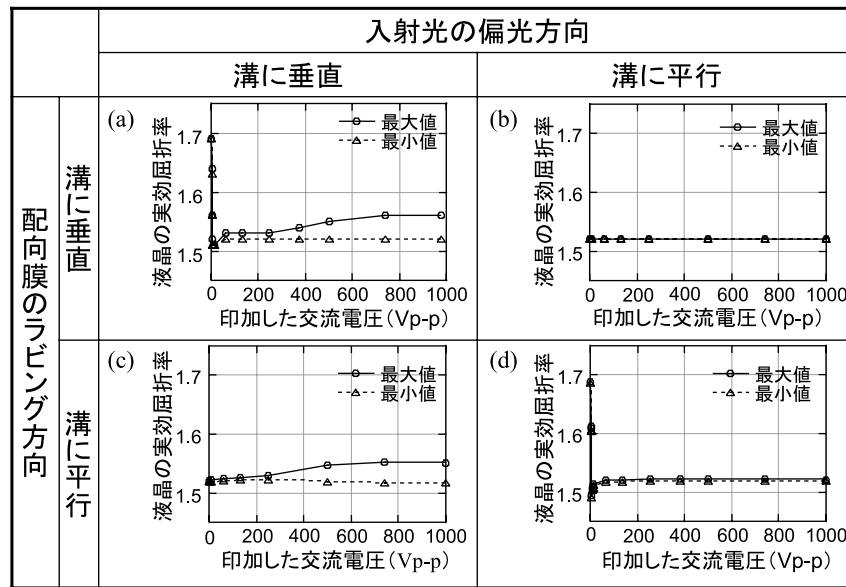 入射光の偏光方向
溝に垂直
溝に平行
配向膜のラビング方向
溝に垂直
(a)
液晶の実効屈折率
1.7
1.6
1.5
最大値
最小値
0 200 400 600 800 1000
印加した交流電圧(Vp-p)
(b)
液晶の実効屈折率
1.7
1.6
1.5
最大値
最小値
0 200 400 600 800 1000
印加した交流電圧(Vp-p)
溝に平行
(c)
液晶の実効屈折率
1.7
1.6
1.5
最大値
最小値
0 200 400 600 800 1000
印加した交流電圧(Vp-p)
(d)
液晶の実効屈折率
1.7
1.6
1.5
最大値
最小値
0 200 400 600 800 1000
印加した交流電圧(Vp-p)